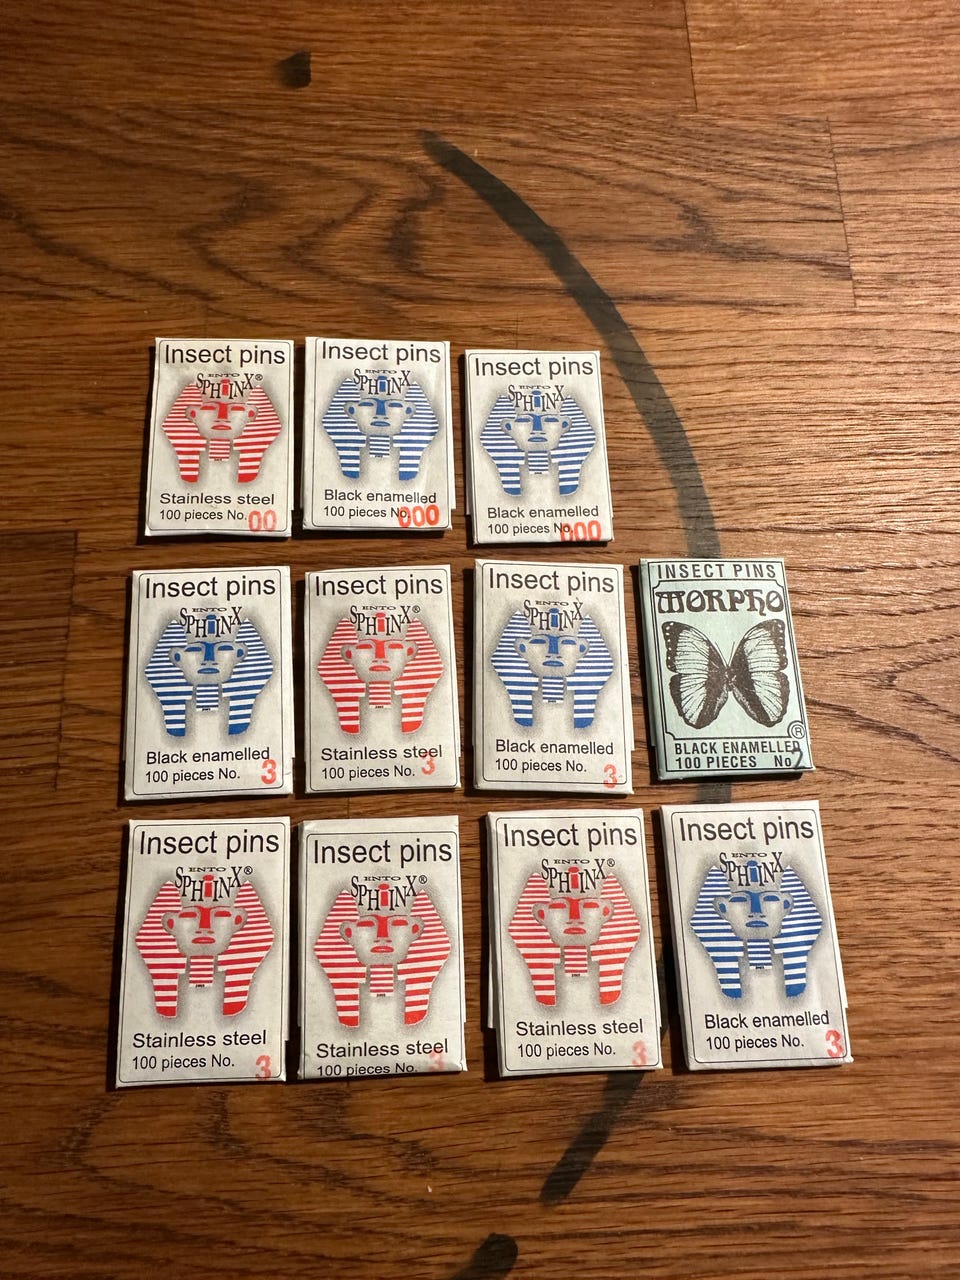 Insect pins
ENTO
SPHINX®
Stainless steel
100 pieces No. 00
Insect pins
ENTO
SPHINX
Black enamelled
100 pieces No. 000
Insect pins
ENTO
SPHINX
Black enamelled
100 pieces No. 000
Insect pins
ENTO
SPHINX
Black enamelled
100 pieces No. 3
Insect pins
ENTO
SPHINX®
Stainless steel
100 pieces No. 3
Insect pins
ENTO
SPHINX
Black enamelled
100 pieces No. 3
INSECT PINS
MORPHO
®
BLACK ENAMELLED
100 PIECES No 2
Insect pins
ENTO
SPHINX®
Stainless steel
100 pieces No. 3
Insect pins
ENTO
SPHINX®
Stainless steel
100 pieces No. 3
Insect pins
ENTO
SPHINX®
Stainless steel
100 pieces No. 3
Insect pins
ENTO
SPHINX
Black enamelled
100 pieces No. 3